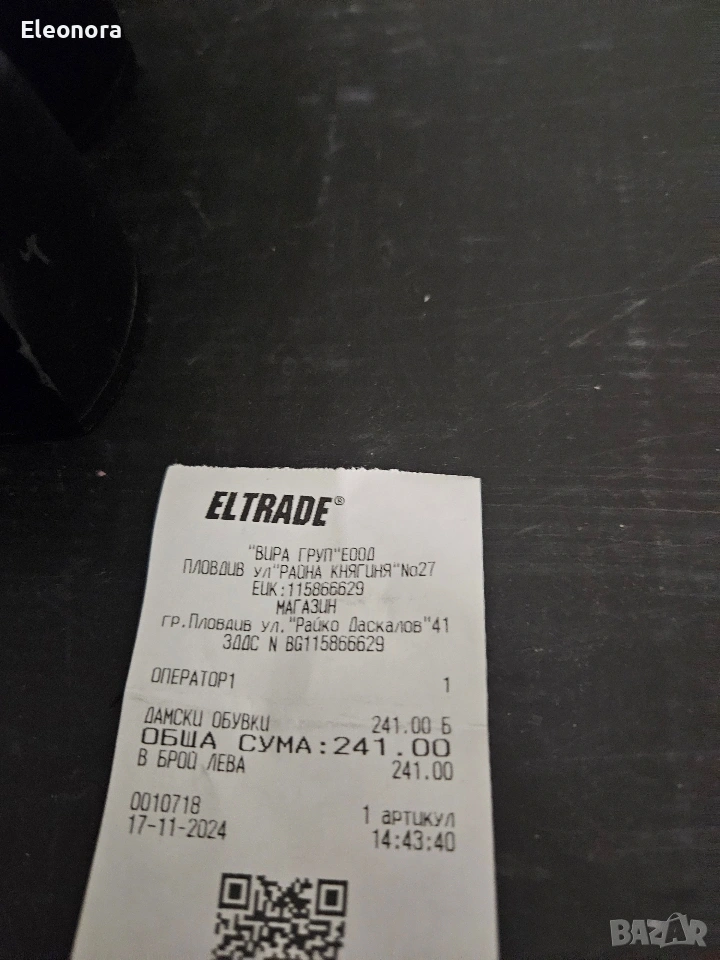 Eleonora
ELTRADE®
"ВИРА ГРУП"ЕООД
ПЛОВДИВ ул"РАЙНА КНЯГИНЯ"No27
ЕИК:115866629
МАГАЗИН
гр.Пловдив ул."Райко Даскалов"41
ЗДДС N BG115866629
ОПЕРАТОР1 1
ДАМСКИ ОБУВКИ 241.00 Б
ОБЩА СУМА:241.00
В БРОЙ ЛЕВА 241.00
0010718 1 артикул
17-11-2024 14:43:40
BAZAR